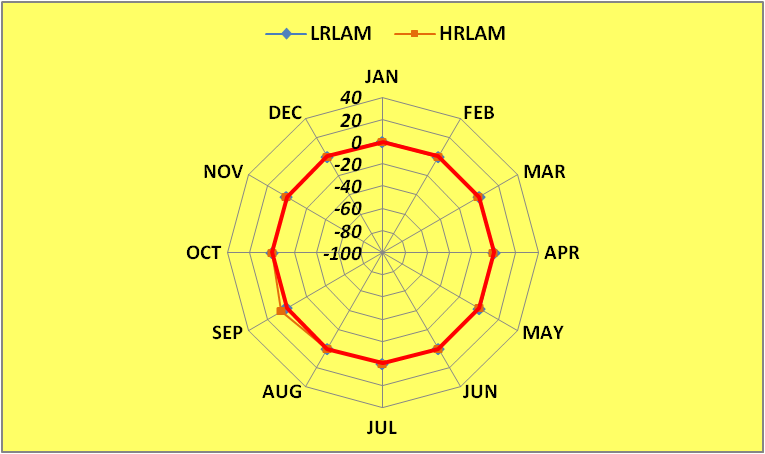 LRLAM HRLAM
JAN
40
DEC FEB
20
0
NOV -20 MAR
-40
-60
-80
OCT -100 APR
SEP MAY
AUG JUN
JUL